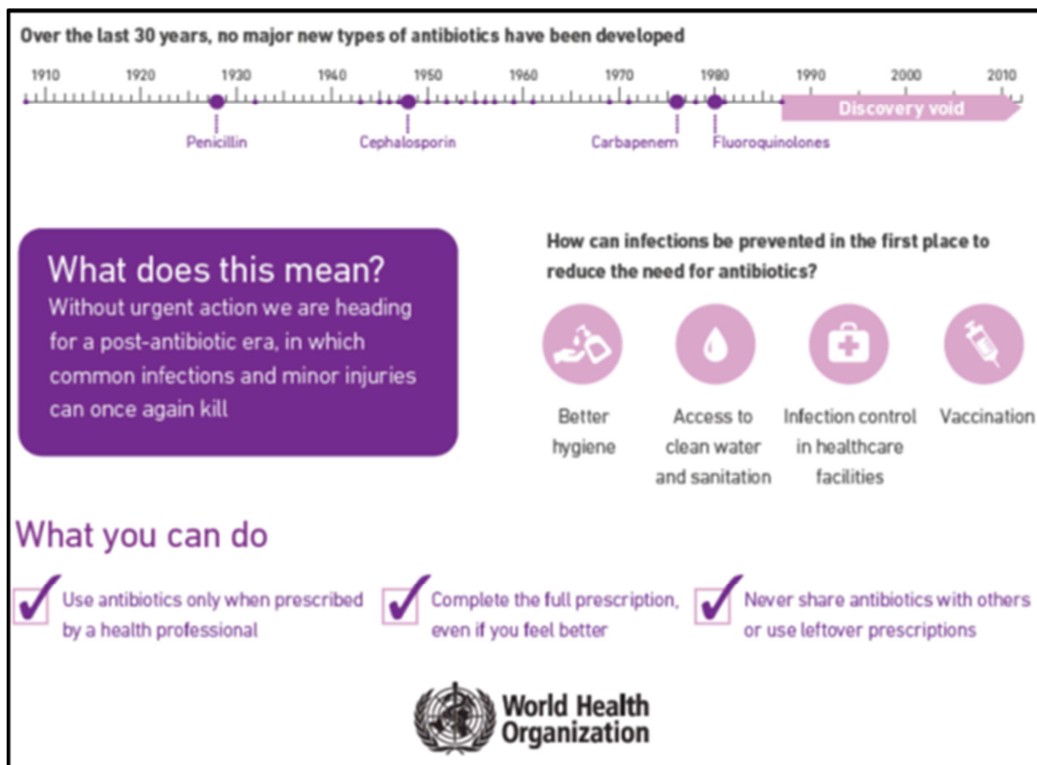 Over the last 30 years, no major new types of antibiotics have been developed
1910 1920 1930 1940 1950 1960 1970 1980 1990 2000 2010
Discovery void
Penicillin Cephalosporin Carbapenem Fluoroquinolones
What does this mean?
Without urgent action we are heading
for a post-antibiotic era, in which
common infections and minor injuries
can once again kill
How can infections be prevented in the first place to
reduce the need for antibiotics?
Better
hygiene
Access to
clean water
and sanitation
Infection control
in healthcare
facilities
Vaccination
What you can do
Use antibiotics only when prescribed
by a health professional
Complete the full prescription,
even if you feel better
Never share antibiotics with others
or use leftover prescriptions
World Health
Organization